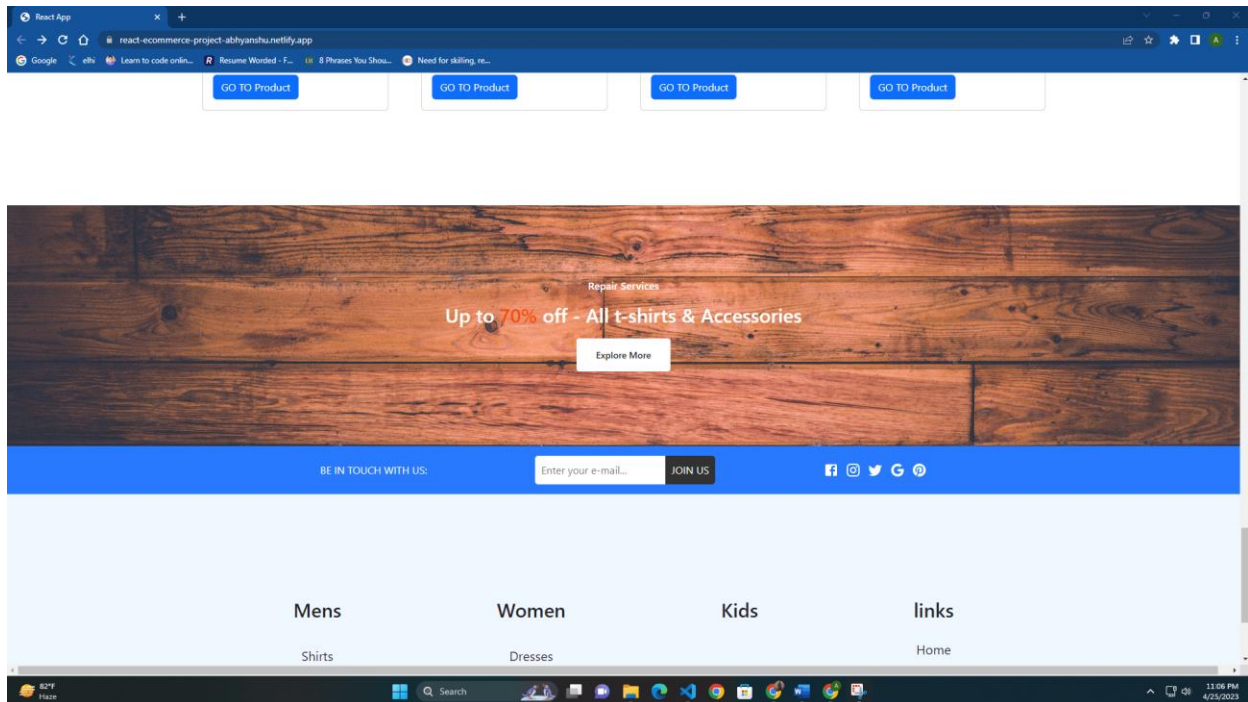 React App
react-ecommerce-project-abhyanshu.netlify.app
Google elhi Learn to code onlin... Resume Worded - F... 8 Phrases You Shou... Need for skilling, re...
GO TO Product GO TO Product GO TO Product GO TO Product
Repair Services
Up to 70% off - All t-shirts & Accessories
Explore More
BE IN TOUCH WITH US: Enter your e-mail... JOIN US
Mens Women Kids links
Shirts Dresses Home
82°F
Haze
Search
11:06 PM
4/25/2023